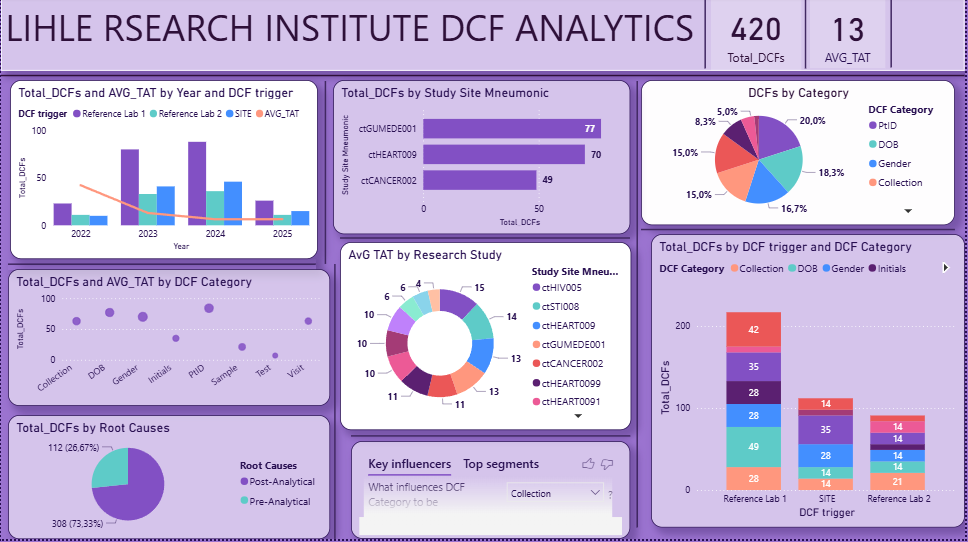 LIHLE RSEARCH INSTITUTE DCF ANALYTICS
420
Total_DCFs
13
AVG_TAT
Total_DCFs and AVG_TAT by Year and DCF trigger
DCF trigger Reference Lab 1 Reference Lab 2 SITE AVG_TAT
Total_DCFs
100
50
0
2022 2023 2024 2025
Year
Total_DCFs by Study Site Mnemonic
Study Site Mnemonic
ctGUMEDE001 77
ctHEART009 70
ctCANCER002 49
0 50
Total_DCFs
DCFs by Category
5,0%
8,3%
15,0%
15,0%
20,0%
18,3%
16,7%
DCF Category
PtID
DOB
Gender
Collection
Total_DCFs and AVG_TAT by DCF Category
Total_DCFs
100
50
0
Collection DOB Gender Initials PtID Sample Test Visit
AvG TAT by Research Study
4
6
6
10
10
10
11
11
13
13
14
15
Study Site Mneu...
ctHIV005
ctSTI008
ctHEART009
ctGUMEDE001
ctCANCER002
ctHEART0099
ctHEART0091
Total_DCFs by DCF trigger and DCF Category
DCF Category Collection DOB Gender Initials
Total_DCFs
200
100
0
42
35
28
28
49
28
14
35
28
14
14
14
14
14
14
21
Reference Lab 1 SITE Reference Lab 2
DCF trigger
Total_DCFs by Root Causes
112 (26,67%)
308 (73,33%)
Root Causes
Post-Analytical
Pre-Analytical
Key influencers Top segments
What influences DCF
Category to be
Collection
?